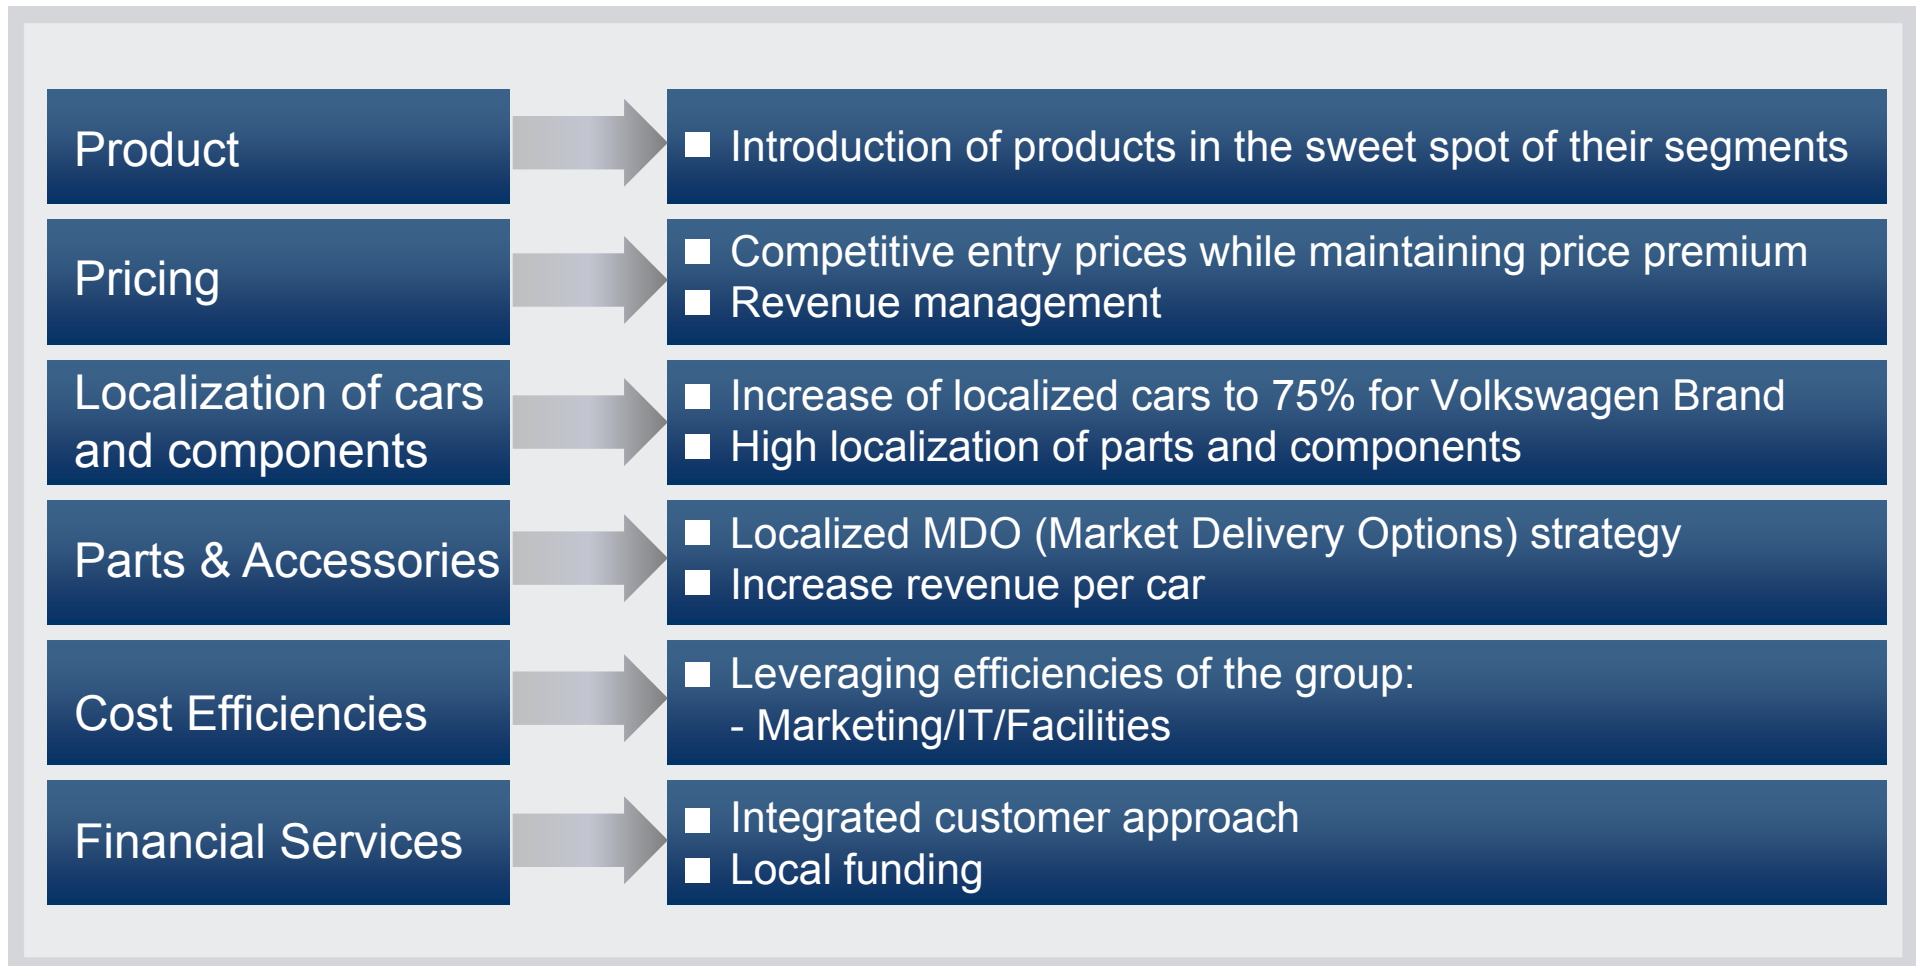 Product
Introduction of products in the sweet spot of their segments
Pricing
Competitive entry prices while maintaining price premium
Revenue management
Localization of cars
and components
Increase of localized cars to 75% for Volkswagen Brand
High localization of parts and components
Parts & Accessories
Localized MDO (Market Delivery Options) strategy
Increase revenue per car
Cost Efficiencies
Leveraging efficiencies of the group:
- Marketing/IT/Facilities
Financial Services
Integrated customer approach
Local funding